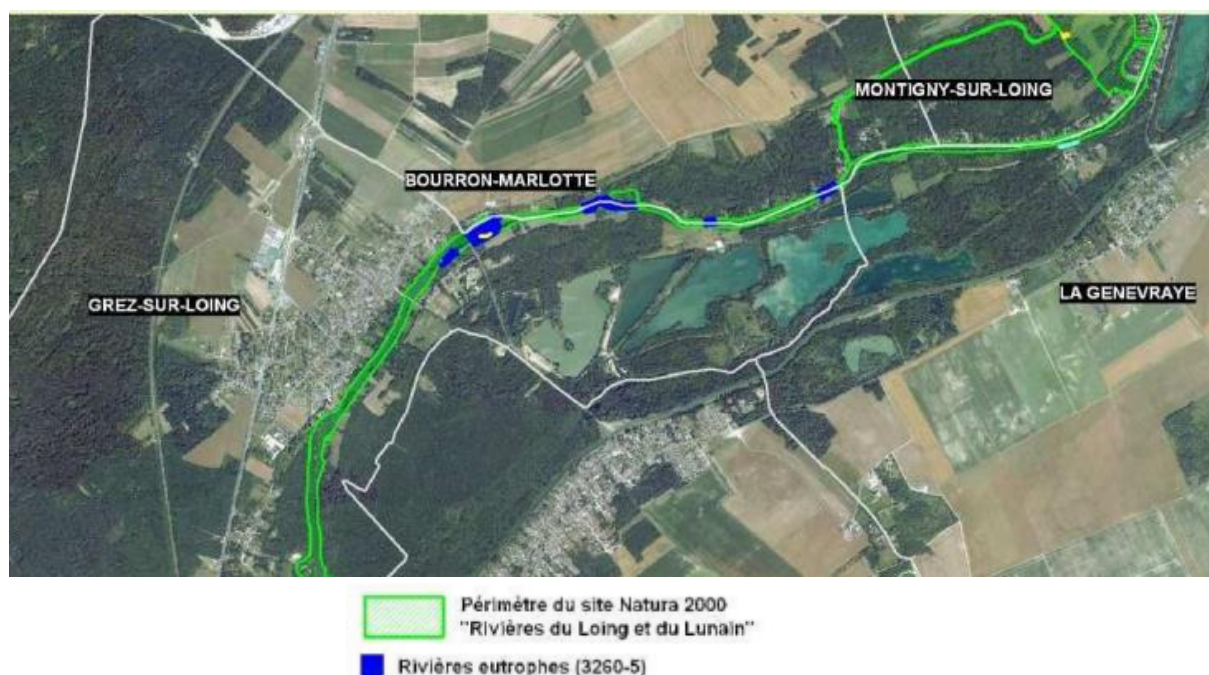 MONTIGNY-SUR-LOING
BOURRON-MARLOTTE
GREZ-SUR-LOING
LA GENEVRAYE
Périmètre du site Natura 2000
"Rivières du Loing et du Lunain"
Rivières eutrophes (3260-5)